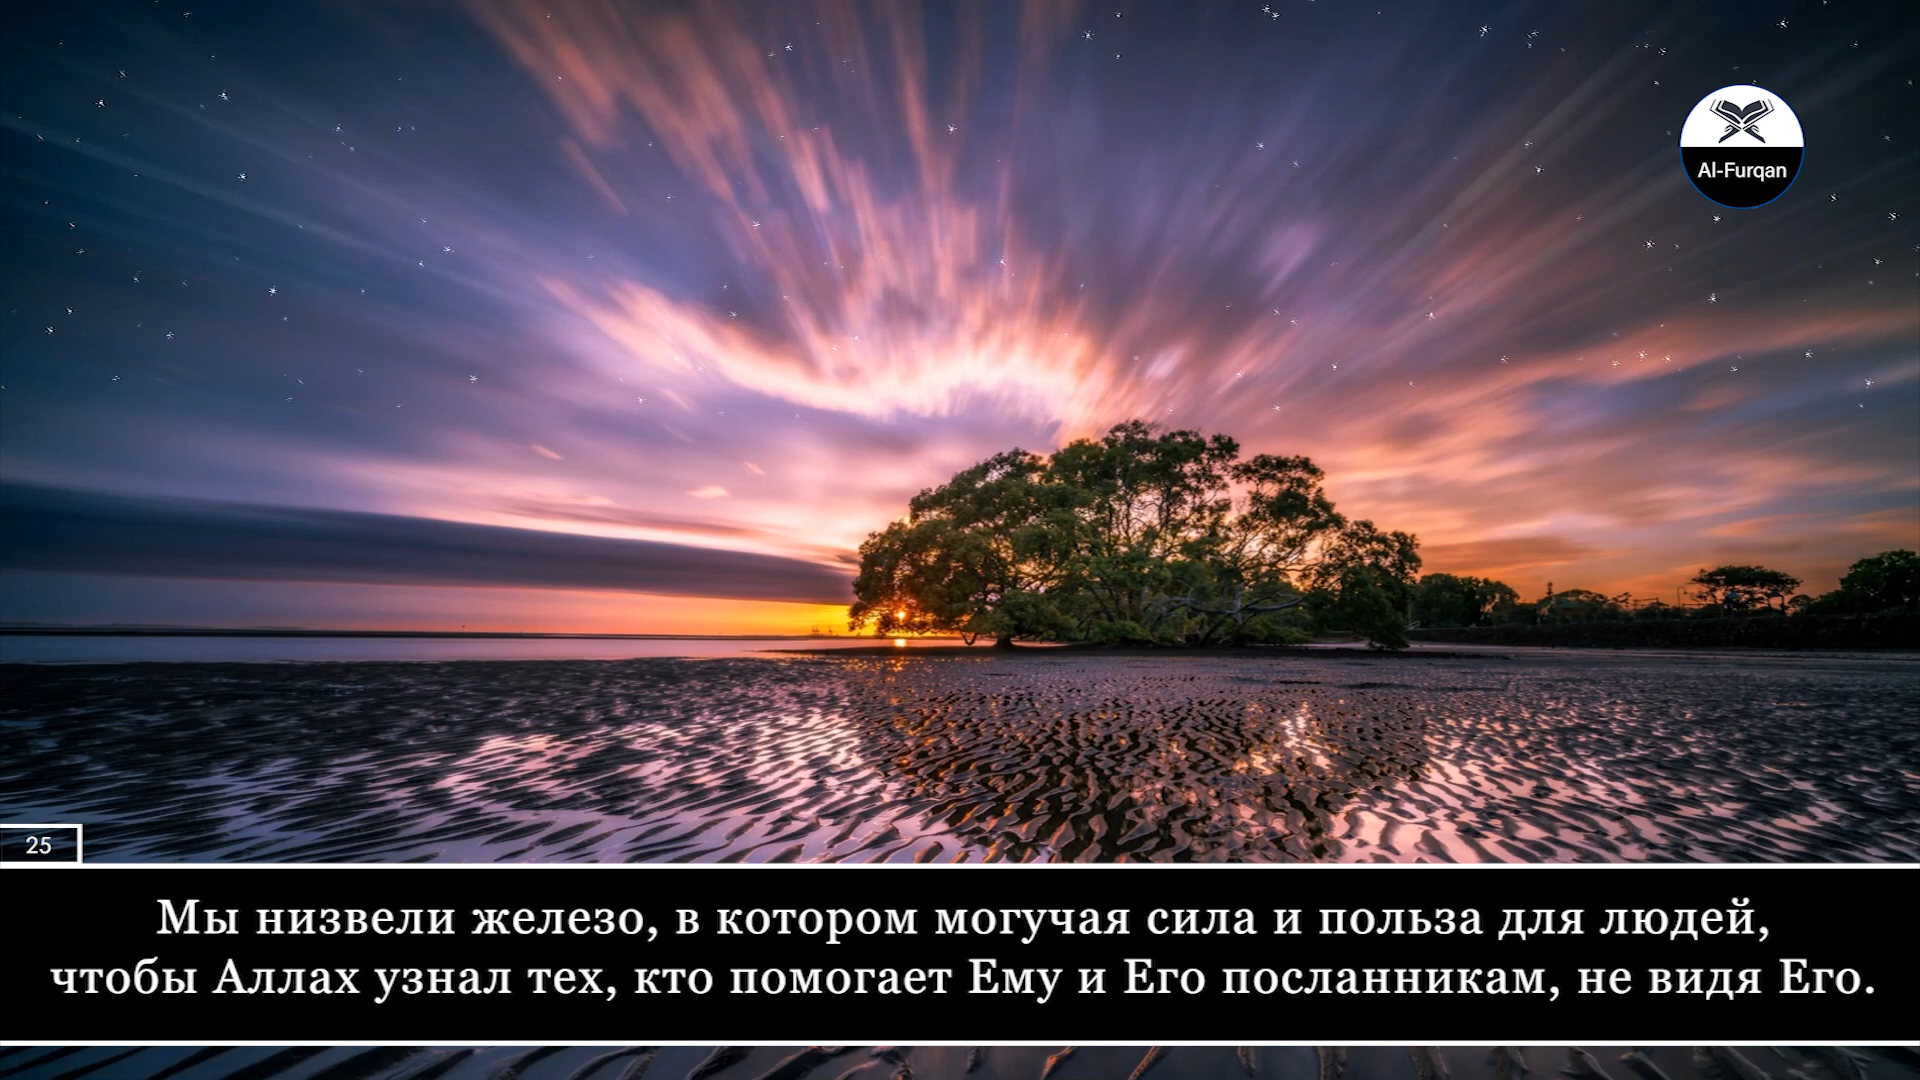 Al-Furqan
25
Мы низвели железо, в котором могучая сила и польза для людей,
чтобы Аллах узнал тех, кто помогает Ему и Его посланникам, не видя Его.